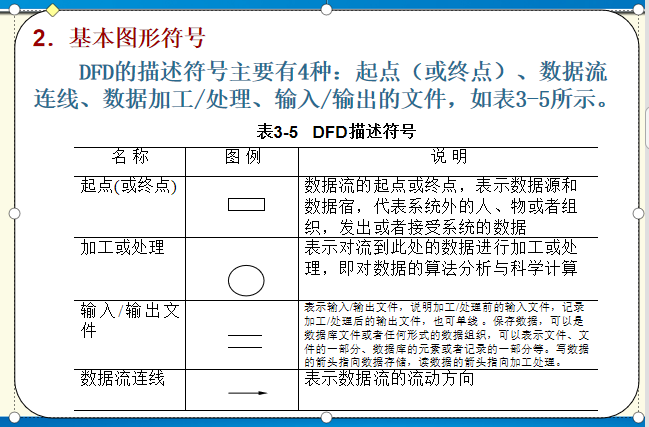 2．基本图形符号
DFD的描述符号主要有4种：起点（或终点）、数据流
连线、数据加工/处理、输入/输出的文件，如表3-5所示。
表3-5 DFD描述符号
名 称 图 例 说 明
起点(或终点) 数据流的起点或终点，表示数据源和
数据宿，代表系统外的人、物或者组
织，发出或者接受系统的数据
加工或处理 表示对流到此处的数据进行加工或处
理，即对数据的算法分析与科学计算
输入/输出文
件
表示输入/输出文件，说明加工/处理前的输入文件，记录
加工/处理后的输出文件，也可单线 。保存数据，可以是
数据库文件或者任何形式的数据组织，可以表示文件、文
件的一部分、数据库的元素或者记录的一部分等。写数据
的箭头指向数据存储，读数据的箭头指向加工处理。
数据流连线 表示数据流的流动方向